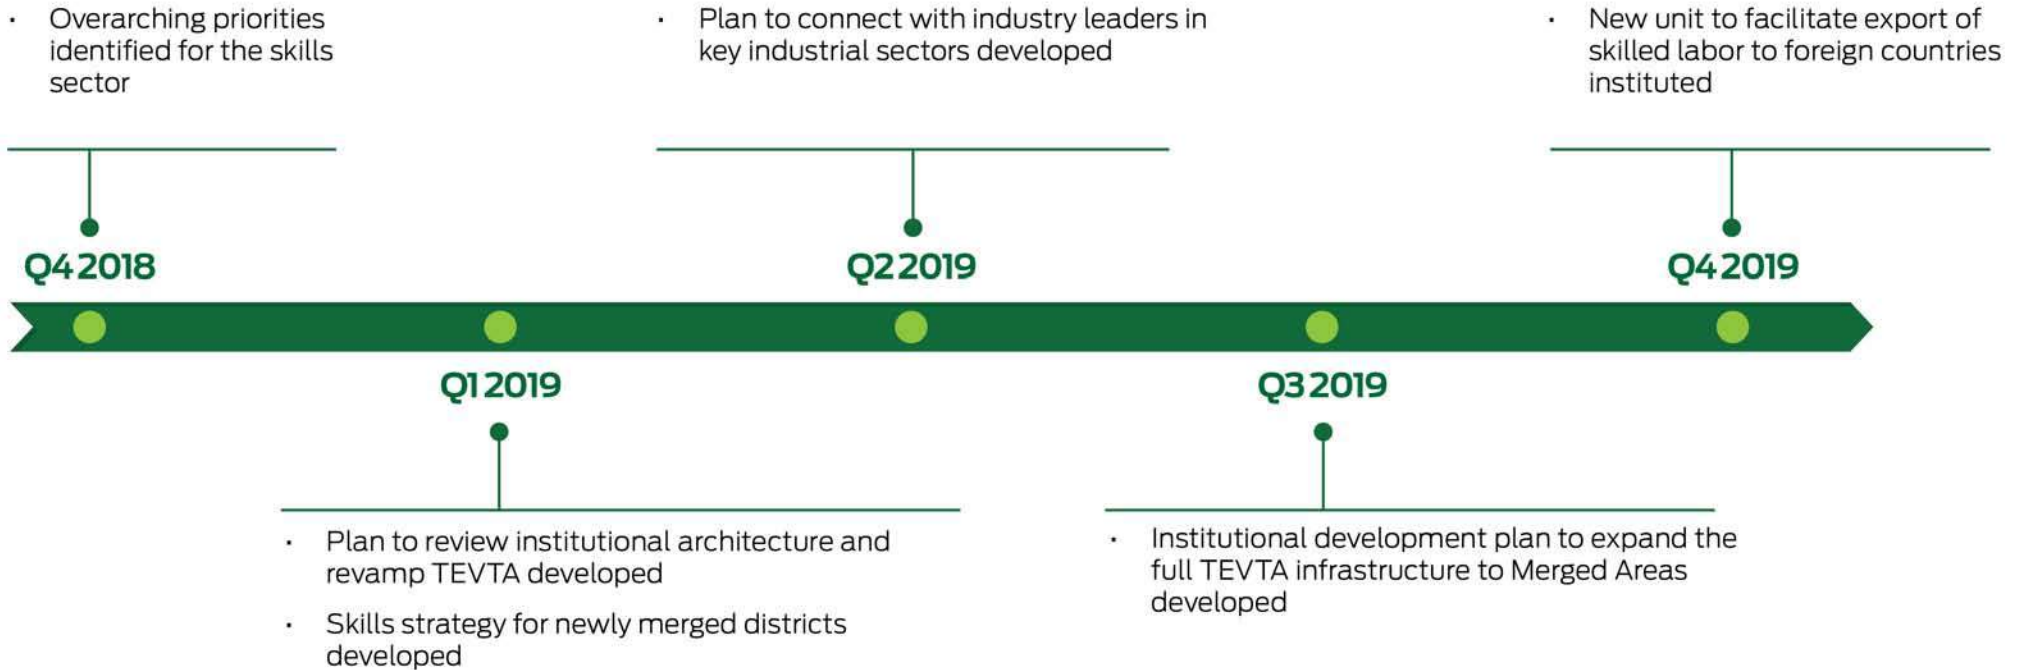 · Overarching priorities
identified for the skills
sector
· Plan to connect with industry leaders in
key industrial sectors developed
· New unit to facilitate export of
skilled labor to foreign countries
instituted
Q4 2018
Q2 2019
Q4 2019
Q1 2019
Q3 2019
· Plan to review institutional architecture and
revamp TEVTA developed
· Skills strategy for newly merged districts
developed
· Institutional development plan to expand the
full TEVTA infrastructure to Merged Areas
developed